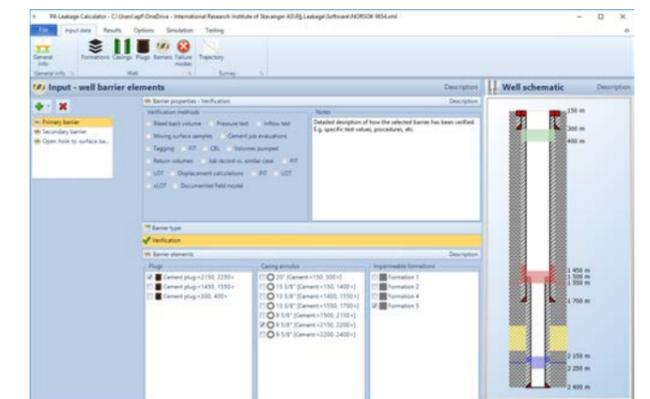 PA Leakage Calculator - C:\Users\epf\OneDrive - International Research Institute of Stavanger AS\Software\NORSOK 9654.xml
File Input data Results Options Simulation Testing
General info Formations Casings Plugs Barriers Failure modes Trajectory
General info Well Survey
Input - well barrier elements Description
Well schematic Description
Barrier properties - Verification Description
Primary barrier
Secondary barrier
Open hole to surface ba...
Verification methods
Bleed back volume Pressure test Inflow test
Mixing surface samples Cement job evaluations
Tagging FIT CBL Volumes pumped
Return volumes Job record vs. similar case PIT
LOT Displacement calculations PIT LOT
xLOT Documented field model
Notes
Detailed description of how the selected barrier has been verified.
E.g. specific test values, procedures, etc.
Barrier type
Verification
Barrier elements Description
Plugs
Cement plug <2150, 2250>
Cement plug <1450, 1550>
Cement plug <300, 400>
Casing annulus
20" [Cement <150, 300>]
13 5/8" [Cement <150, 1400>]
13 5/8" [Cement <1400, 1550>]
13 5/8" [Cement <1550, 1700>]
9 5/8" [Cement <1500, 2150>]
9 5/8" [Cement <2150, 2200>]
9 5/8" [Cement <2200, 2400>]
Impermeable formations
Formation 1
Formation 2
Formation 4
Formation 5
150 m
300 m
400 m
1 450 m
1 500 m
1 550 m
1 700 m
2 150 m
2 250 m
2 400 m